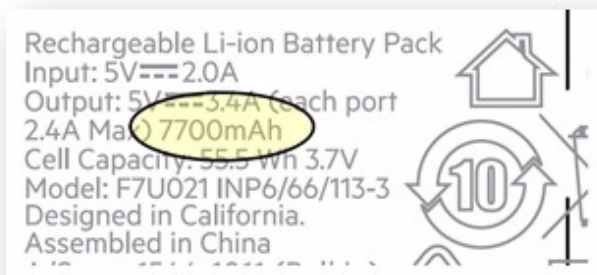 Rechargeable Li-ion Battery Pack
Input: 5V⎓2.0A
Output: 5V⎓3.4A (each port
2.4A Max) 7700mAh
Cell Capacity: 55.5 Wh 3.7V
Model: F7U021 INP6/66/113-3
Designed in California.
Assembled in China
10